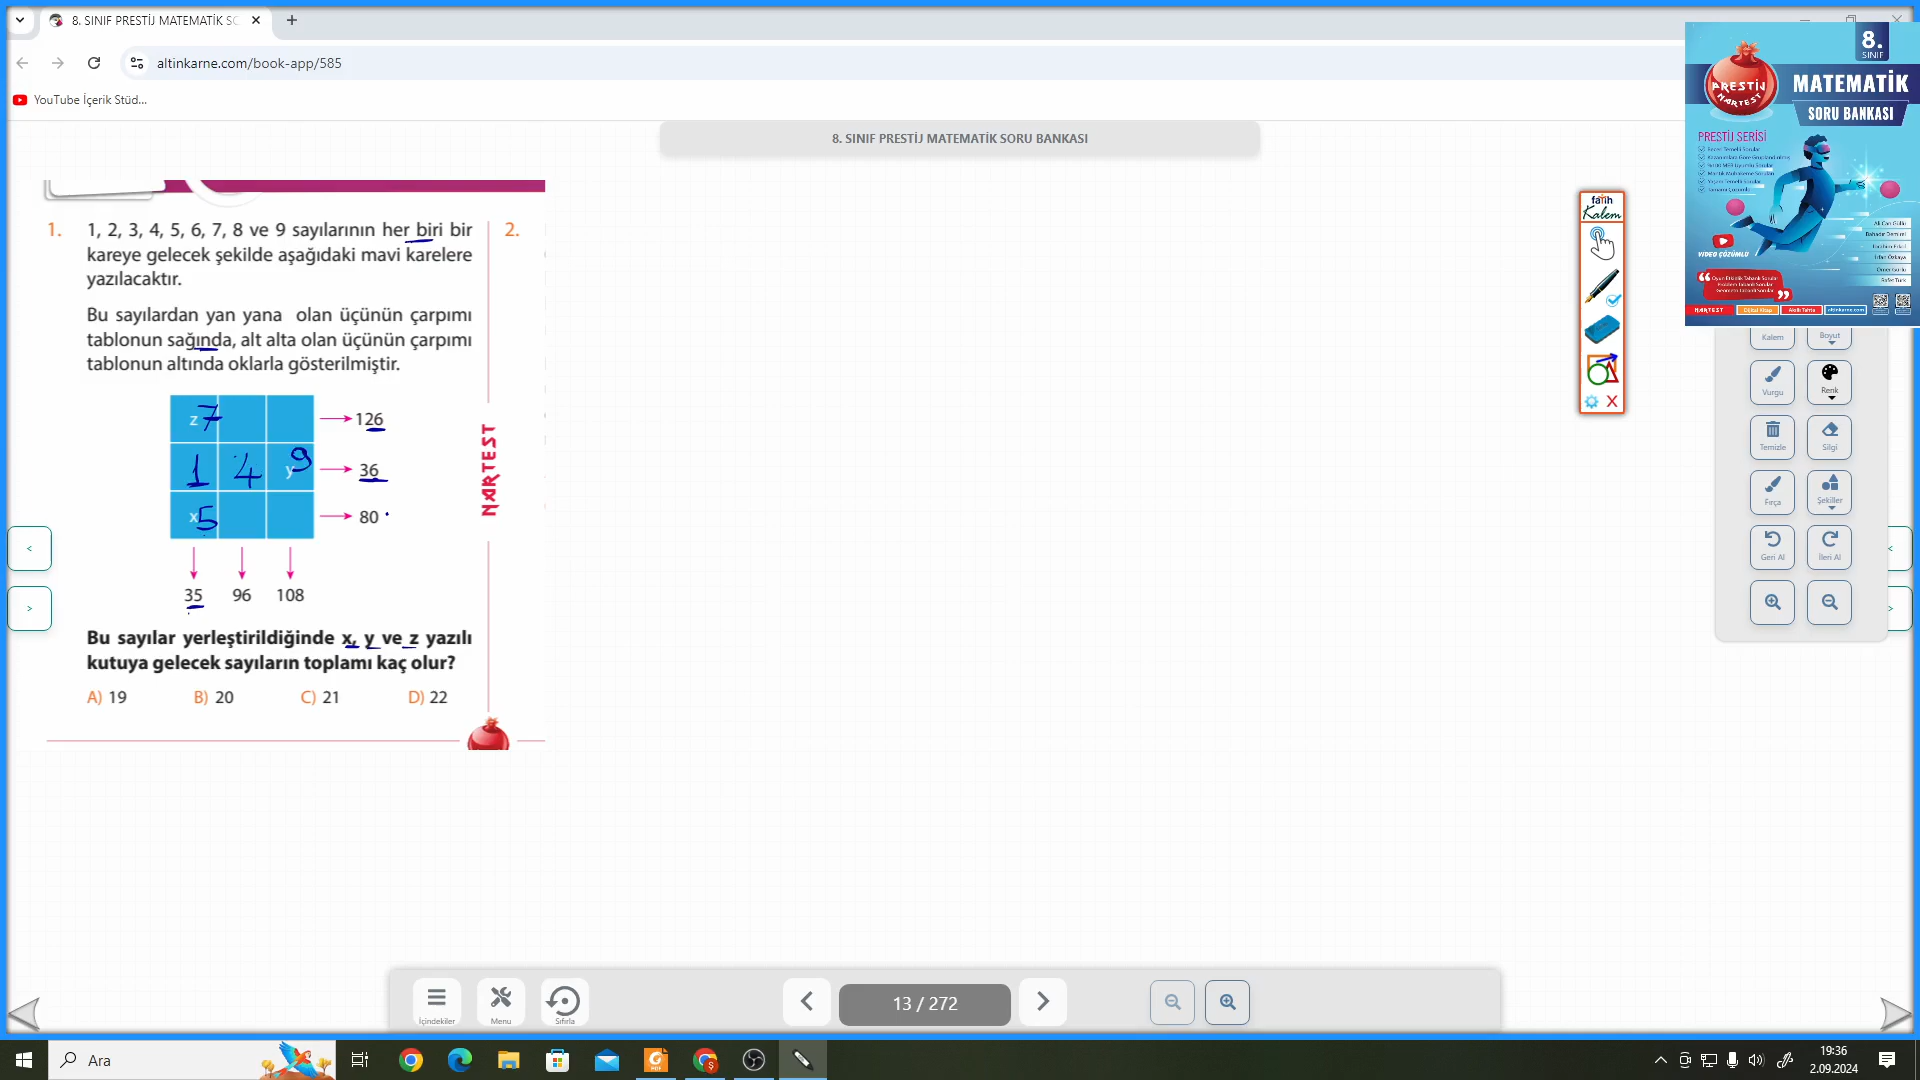 8. SINIF PRESTİJ MATEMATİK SO
altinkarne.com/book-app/585
YouTube İçerik Stüd...
8. SINIF PRESTİJ MATEMATİK SORU BANKASI
1. 1, 2, 3, 4, 5, 6, 7, 8 ve 9 sayılarının her biri bir
kareye gelecek şekilde aşağıdaki mavi karelere
yazılacaktır.
Bu sayılardan yan yana olan üçünün çarpımı
tablonun sağında, alt alta olan üçünün çarpımı
tablonun altında oklarla gösterilmiştir.
z 7 126
1 4 y 9 36
x 5 80
35 96 108
Bu sayılar yerleştirildiğinde x, y ve z yazılı
kutuya gelecek sayıların toplamı kaç olur?
A) 19 B) 20 C) 21 D) 22
2.
NARTEST
fatih
Kalem
8.
SINIF
PRESTİJ
NARTEST
MATEMATİK
SORU BANKASI
PRESTİJ SERİSİ
VIDEO ÇÖZÜMLÜ
NARTEST
altinkarne.com
Kalem Boyut
Vurgu Renk
Temizle Silgi
Fırça Şekiller
Geri Al İleri Al
< <
> >
İçindekiler Menu Sıfırla
13 / 272
Ara
19:36
2.09.2024